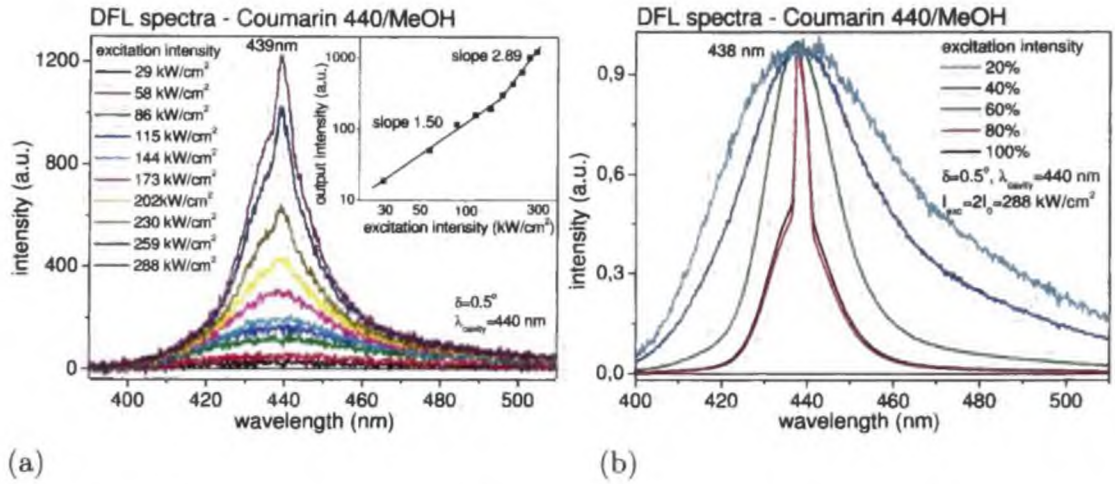 DFL spectra - Coumarin 440/MeOH
439nm
excitation intensity
29 kW/cm²
58 kW/cm²
86 kW/cm²
115 kW/cm²
144 kW/cm²
173 kW/cm²
202kW/cm²
230 kW/cm²
259 kW/cm²
288 kW/cm²
1200
900
600
400
200
0
intensity (a.u.)
400 420 440 460 480 500
wavelength (nm)
δ=0.5°
λcavity=440 nm
output intensity (a.u.)
1000
100
10
slope 2.89
slope 1.50
30 50 100 300
excitation intensity (kW/cm²)
(a)
DFL spectra - Coumarin 440/MeOH
438 nm
excitation intensity
20%
40%
60%
80%
100%
δ=0.5°, λcavity=440 nm
Iexc=2I0=288 kW/cm²
0,9
0,6
0,3
0,0
intensity (a.u.)
400 420 440 460 480 500
wavelength (nm)
(b)